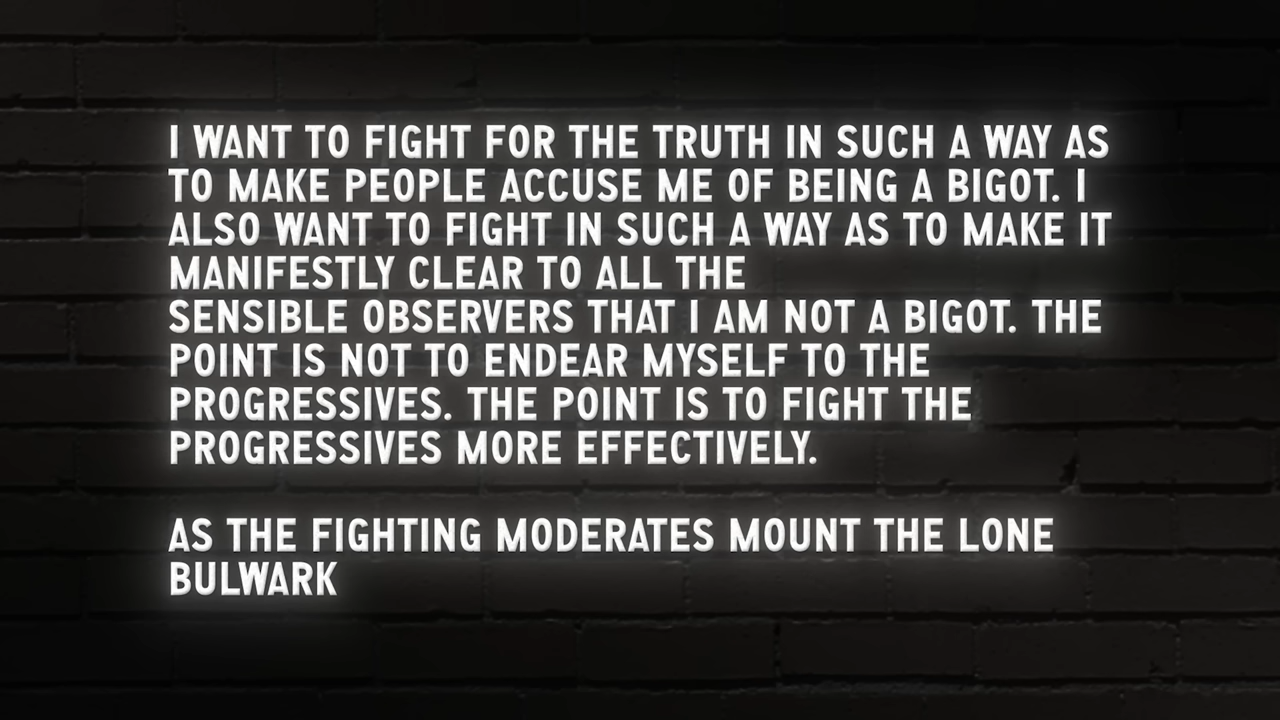 I WANT TO FIGHT FOR THE TRUTH IN SUCH A WAY AS
TO MAKE PEOPLE ACCUSE ME OF BEING A BIGOT. I
ALSO WANT TO FIGHT IN SUCH A WAY AS TO MAKE IT
MANIFESTLY CLEAR TO ALL THE
SENSIBLE OBSERVERS THAT I AM NOT A BIGOT. THE
POINT IS NOT TO ENDEAR MYSELF TO THE
PROGRESSIVES. THE POINT IS TO FIGHT THE
PROGRESSIVES MORE EFFECTIVELY.
AS THE FIGHTING MODERATES MOUNT THE LONE
BULWARK